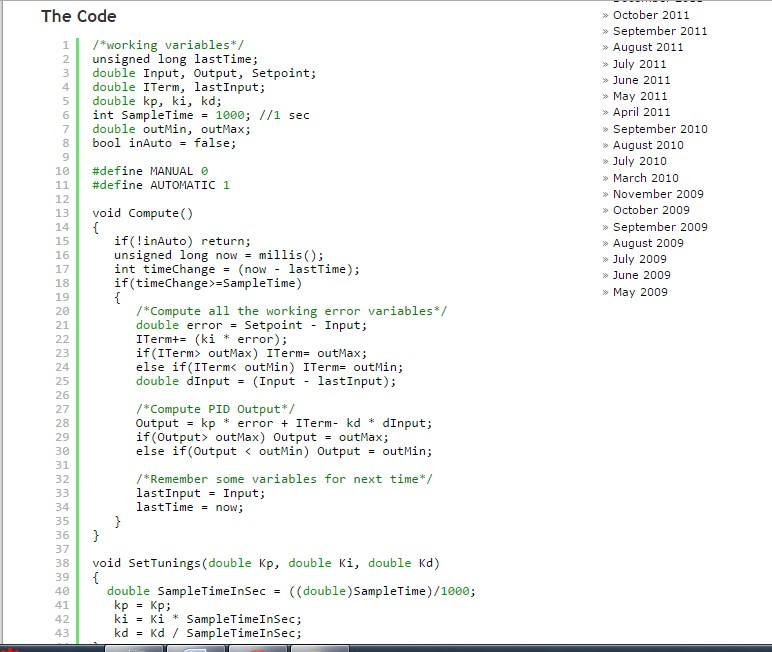 The Code
1 /*working variables*/
2 unsigned long lastTime;
3 double Input, Output, Setpoint;
4 double ITerm, lastInput;
5 double kp, ki, kd;
6 int SampleTime = 1000; //1 sec
7 double outMin, outMax;
8 bool inAuto = false;
9
10 #define MANUAL 0
11 #define AUTOMATIC 1
12
13 void Compute()
14 {
15    if(!inAuto) return;
16    unsigned long now = millis();
17    int timeChange = (now - lastTime);
18    if(timeChange>=SampleTime)
19    {
20       /*Compute all the working error variables*/
21       double error = Setpoint - Input;
22       ITerm+= (ki * error);
23       if(ITerm> outMax) ITerm= outMax;
24       else if(ITerm< outMin) ITerm= outMin;
25       double dInput = (Input - lastInput);
26
27       /*Compute PID Output*/
28       Output = kp * error + ITerm- kd * dInput;
29       if(Output> outMax) Output = outMax;
30       else if(Output < outMin) Output = outMin;
31
32       /*Remember some variables for next time*/
33       lastInput = Input;
34       lastTime = now;
35    }
36 }
37
38 void SetTunings(double Kp, double Ki, double Kd)
39 {
40   double SampleTimeInSec = ((double)SampleTime)/1000;
41    kp = Kp;
42    ki = Ki * SampleTimeInSec;
43    kd = Kd / SampleTimeInSec;
» October 2011
» September 2011
» August 2011
» July 2011
» June 2011
» May 2011
» April 2011
» September 2010
» August 2010
» July 2010
» March 2010
» November 2009
» October 2009
» September 2009
» August 2009
» July 2009
» June 2009
» May 2009